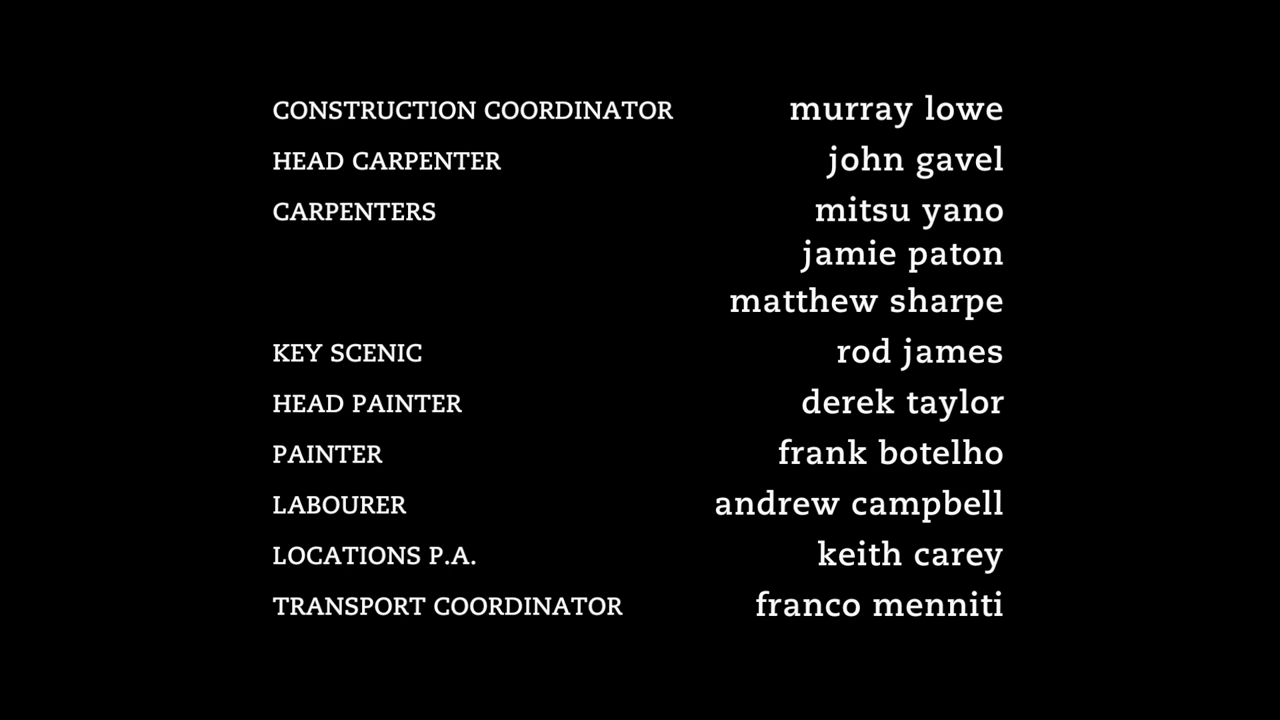 CONSTRUCTION COORDINATOR murray lowe
HEAD CARPENTER john gavel
CARPENTERS mitsu yano
jamie paton
matthew sharpe
KEY SCENIC rod james
HEAD PAINTER derek taylor
PAINTER frank botelho
LABOURER andrew campbell
LOCATIONS P.A. keith carey
TRANSPORT COORDINATOR franco menniti